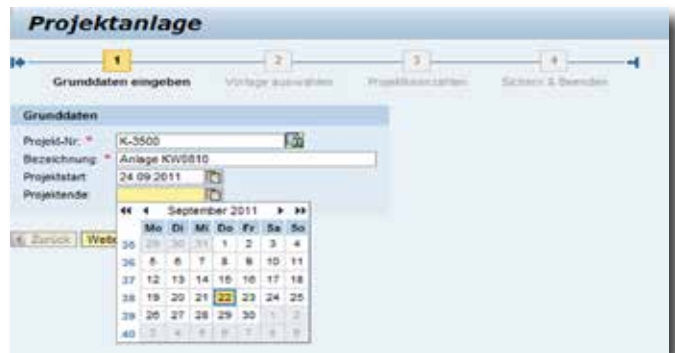 Projektanlage
1 2 3 4
Grunddaten eingeben Vorlage auswählen Projektkennzahlen Sichern & Beenden
Grunddaten
Projekt-Nr: * K-3500
Bezeichnung: * Anlage KW0810
Projektstart: 24.09.2011
Projektende:
September 2011
Mo Di Mi Do Fr Sa So
35 29 30 31 1 2 3 4
36 5 6 7 8 9 10 11
37 12 13 14 15 16 17 18
38 19 20 21 22 23 24 25
39 26 27 28 29 30 1 2
40 3 4 5 6 7 8 9
Zurück Weite